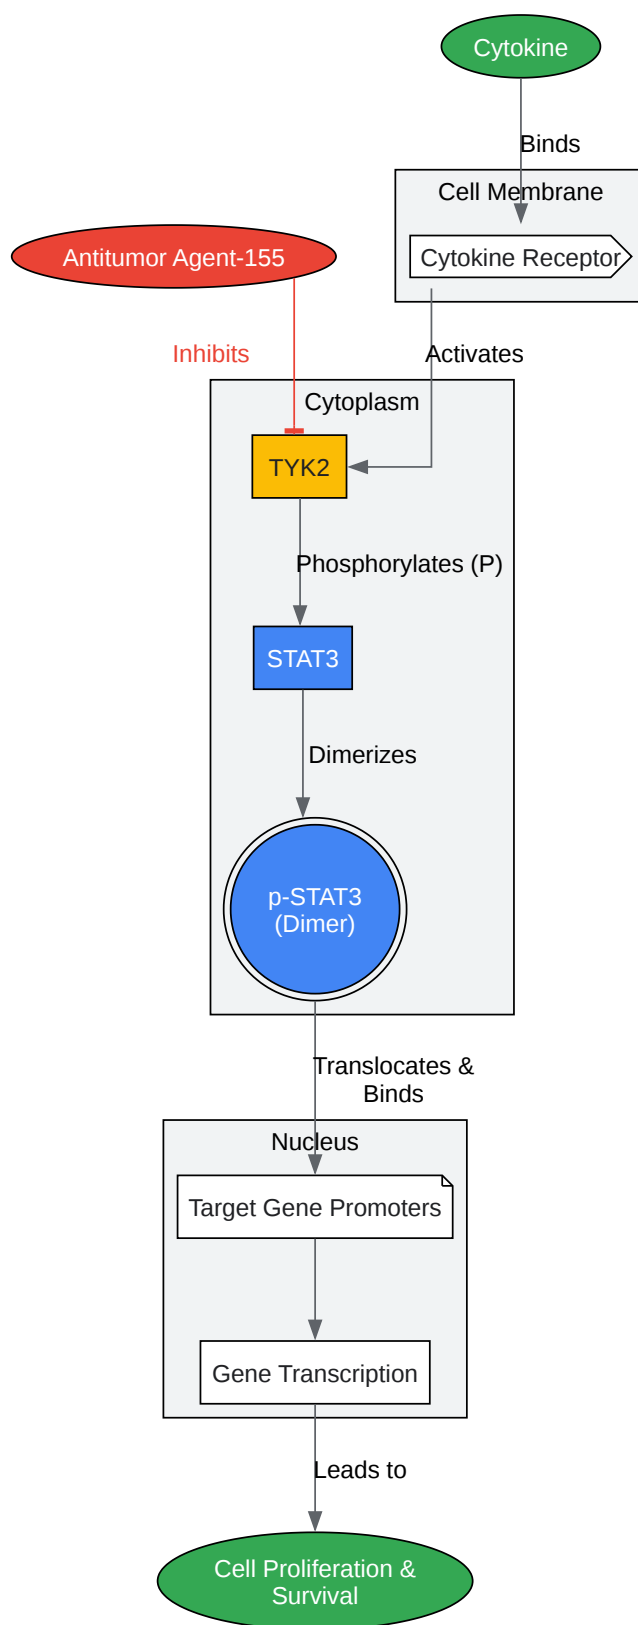 Cytokine
Binds
Cell Membrane
Cytokine Receptor
Antitumor Agent-155
Inhibits
Activates
Cytoplasm
TYK2
Phosphorylates (P)
STAT3
Dimerizes
p-STAT3
(Dimer)
Translocates &
Binds
Nucleus
Target Gene Promoters
Gene Transcription
Leads to
Cell Proliferation &
Survival